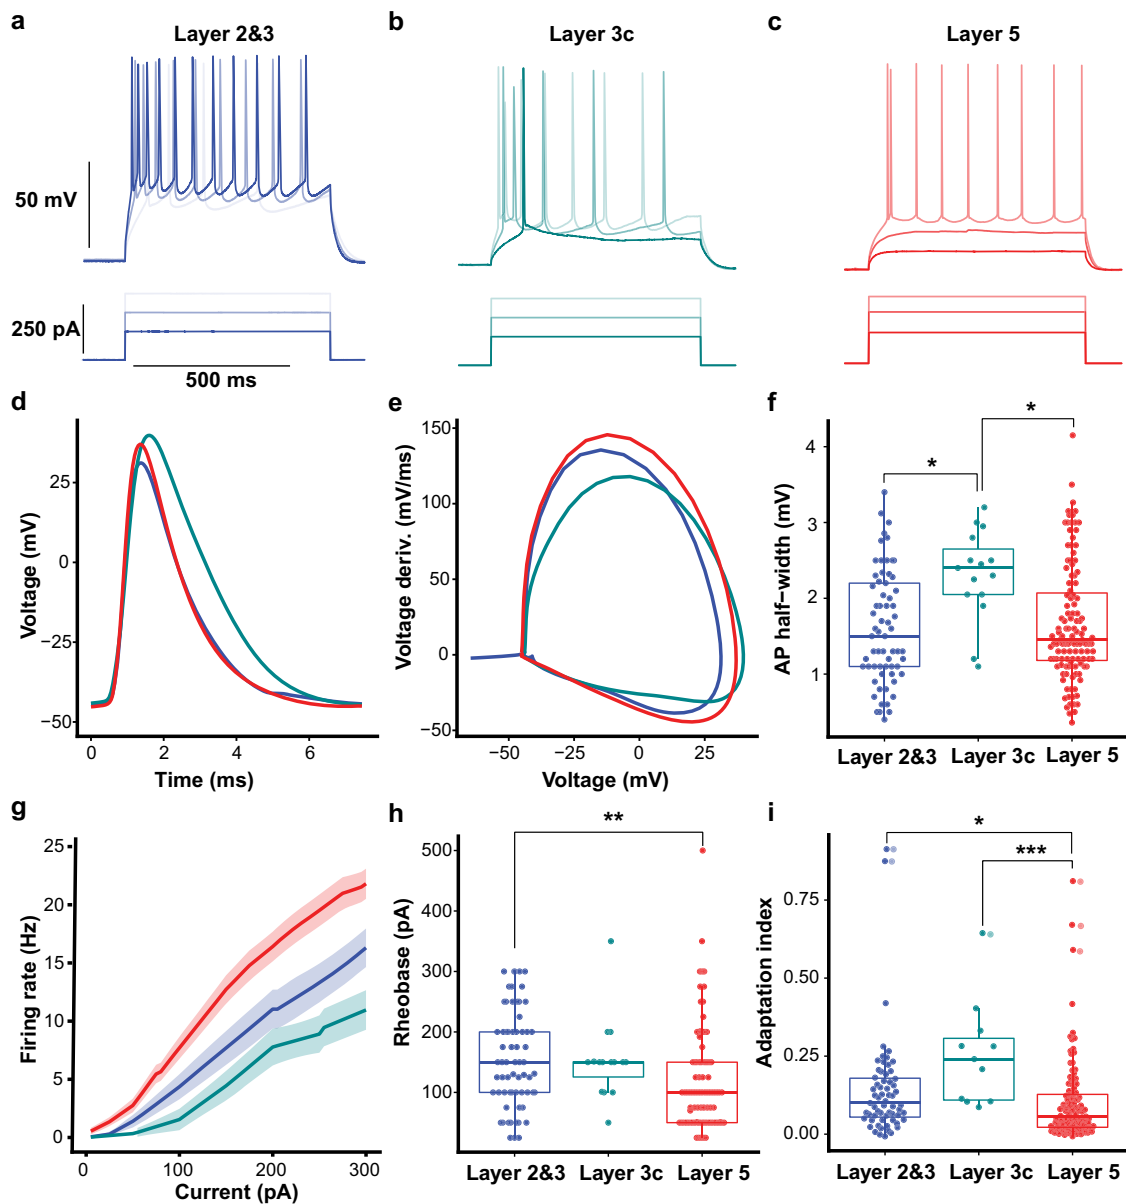 a
Layer 2&3
50 mV
250 pA
500 ms
b
Layer 3c
c
Layer 5
d
Voltage (mV)
25
0
−25
−50
0
2
4
6
Time (ms)
e
Voltage deriv. (mV/ms)
150
100
50
0
−50
−50
−25
0
25
Voltage (mV)
f
AP half-width (mV)
4
3
2
1
*
*
Layer 2&3
Layer 3c
Layer 5
g
Firing rate (Hz)
25
20
15
10
5
0
0
100
200
300
Current (pA)
h
Rheobase (pA)
500
400
300
200
100
0
**
Layer 2&3
Layer 3c
Layer 5
i
Adaptation index
0.75
0.50
0.25
0.00
*
***
Layer 2&3
Layer 3c
Layer 5